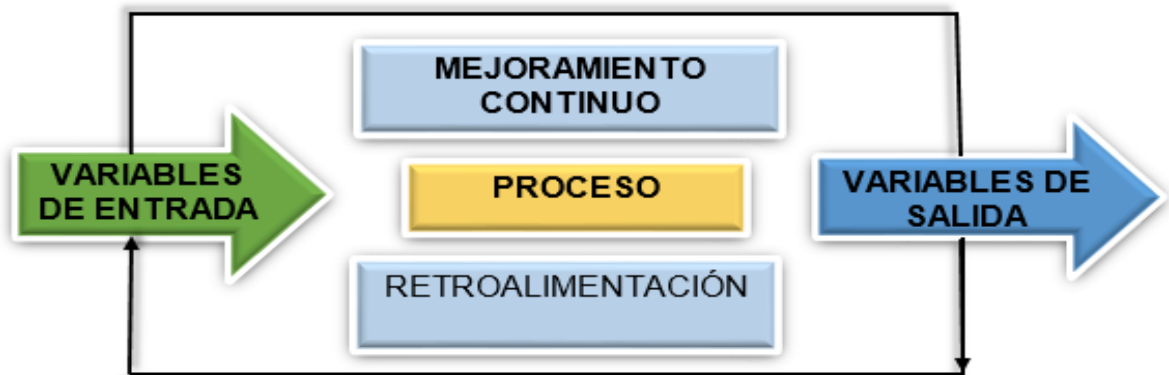 MEJORAMIENTO
CONTINUO
VARIABLES
DE ENTRADA
PROCESO
VARIABLES DE
SALIDA
RETROALIMENTACIÓN